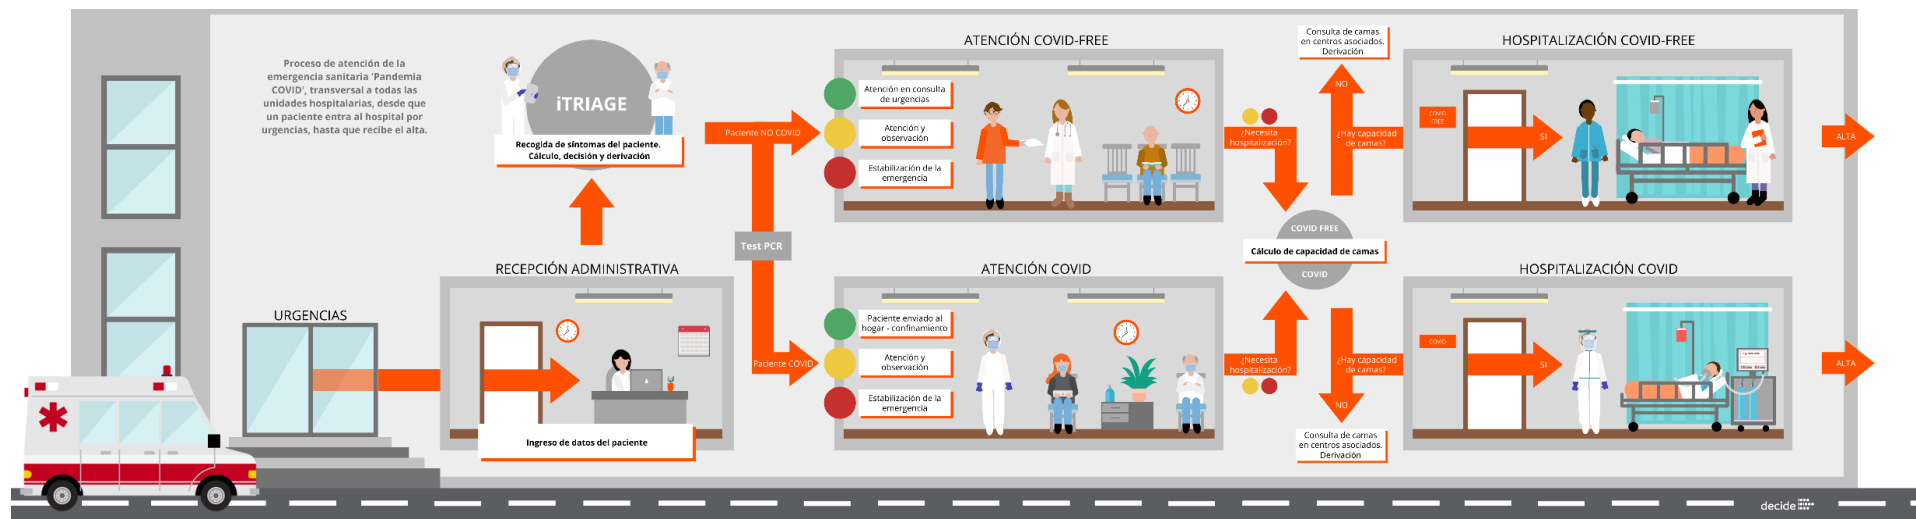 Proceso de atención de la
emergencia sanitaria 'Pandemia
COVID', transversal a todas las
unidades hospitalarias, desde que
un paciente entra al hospital por
urgencias, hasta que recibe el alta.
URGENCIAS
RECEPCIÓN ADMINISTRATIVA
Ingreso de datos del paciente
iTRIAGE
Recogida de síntomas del paciente.
Cálculo, decisión y derivación
Paciente NO COVID
Test PCR
Paciente COVID
ATENCIÓN COVID-FREE
Atención en consulta
de urgencias
Atención y
observación
Estabilización de la
emergencia
ATENCIÓN COVID
Paciente enviado al
hogar - confinamiento
Atención y
observación
Estabilización de la
emergencia
¿Necesita
hospitalización?
¿Necesita
hospitalización?
COVID FREE
Cálculo de capacidad de camas
COVID
Consulta de camas
en centros asociados.
Derivación
NO
¿Hay capacidad
de camas?
¿Hay capacidad
de camas?
NO
Consulta de camas
en centros asociados.
Derivación
HOSPITALIZACIÓN COVID-FREE
COVID
FREE
SI
ALTA
HOSPITALIZACIÓN COVID
COVID
SI
ALTA
decide